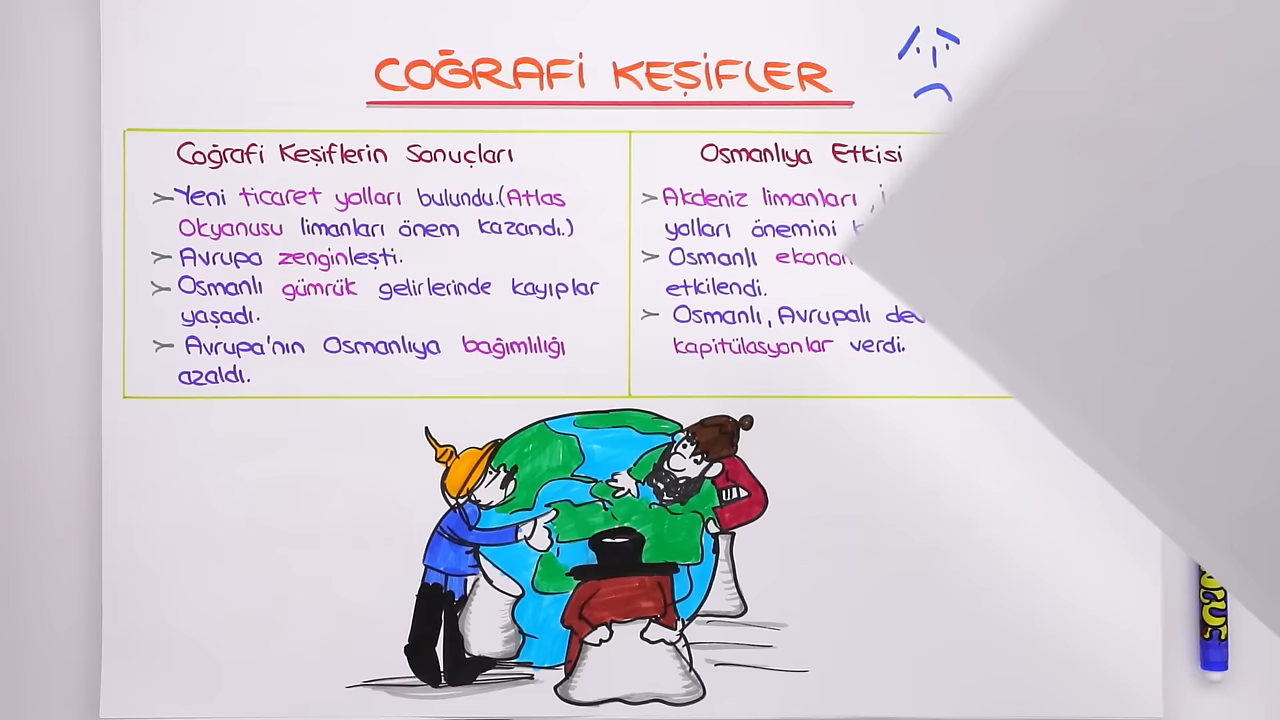 COĞRAFİ KEŞİFLER
Coğrafi Keşiflerin Sonuçları
➢Yeni ticaret yolları bulundu.(Atlas
Okyanusu limanları önem kazandı.)
➢ Avrupa zenginleşti.
➢ Osmanlı gümrük gelirlerinde kayıplar
yaşadı.
➢ Avrupa'nın Osmanlıya bağımlılığı
azaldı.
Osmanlıya Etkisi
➢Akdeniz limanları,
yolları önemini
➢ Osmanlı
etkilendi.
➢ Osmanlı, Avrupalı
kapitülasyonlar verdi.